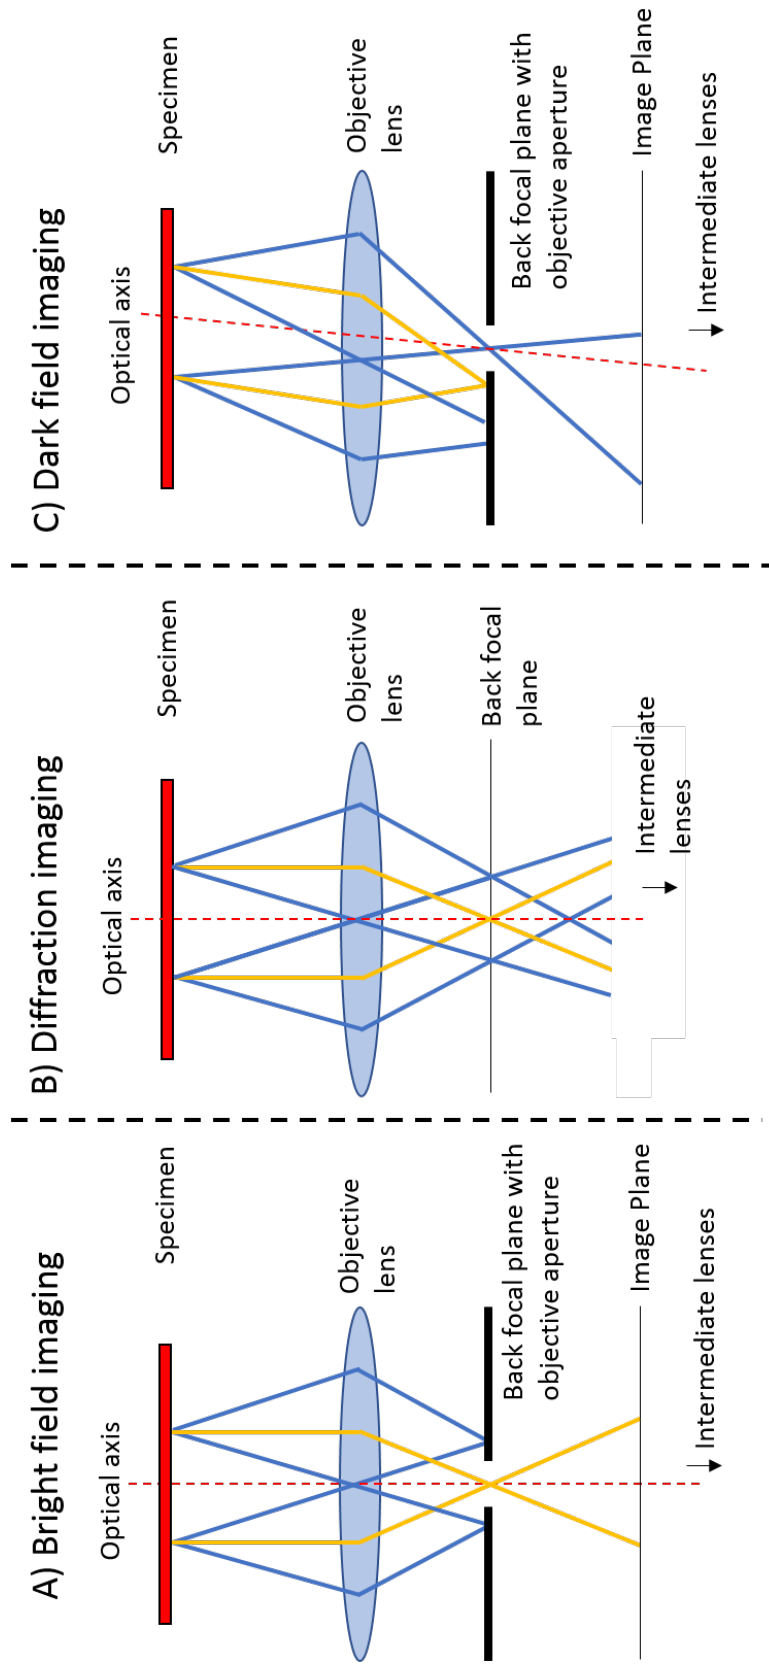 A) Bright field imaging
Optical axis
Specimen
Objective
lens
Back focal plane with
objective aperture
Image Plane
Intermediate lenses
B) Diffraction imaging
Optical axis
Specimen
Objective
lens
Back focal
plane
Intermediate
lenses
C) Dark field imaging
Optical axis
Specimen
Objective
lens
Back focal plane with
objective aperture
Image Plane
Intermediate lenses